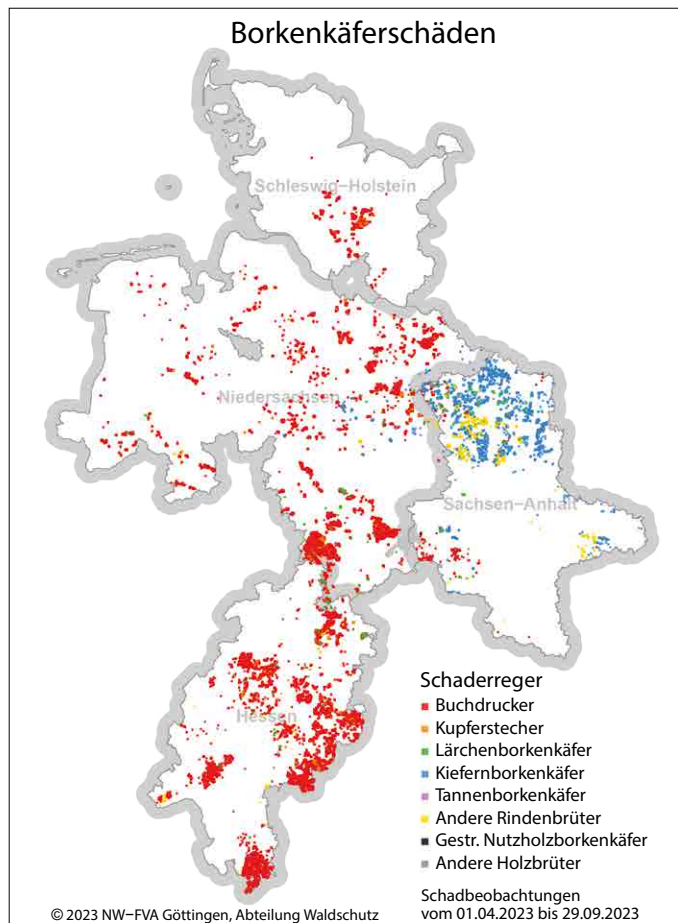 Borkenkäferschäden
Schleswig−Holstein
Niedersachsen
Sachsen−Anhalt
Hessen
Schaderreger
Buchdrucker
Kupferstecher
Lärchenborkenkäfer
Kiefernborkenkäfer
Tannenborkenkäfer
Andere Rindenbrüter
Gestr. Nutzholzborkenkäfer
Andere Holzbrüter
Schadbeobachtungen
vom 01.04.2023 bis 29.09.2023
© 2023 NW−FVA Göttingen, Abteilung Waldschutz